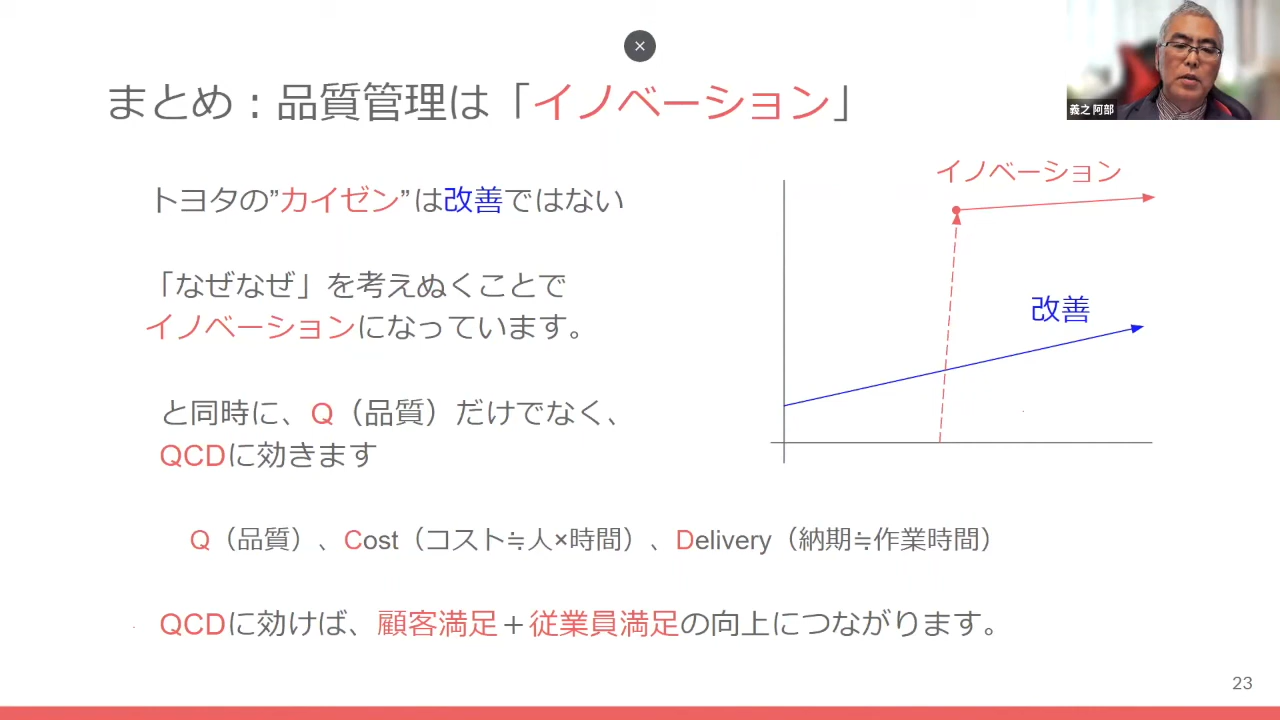 まとめ：品質管理は「イノベーション」
義之 阿部
トヨタの”カイゼン”は改善ではない
「なぜなぜ」を考えぬくことで
イノベーションになっています。
と同時に、Q（品質）だけでなく、
QCDに効きます
イノベーション
改善
Q（品質）、Cost（コスト≒人×時間）、Delivery（納期≒作業時間）
QCDに効けば、顧客満足＋従業員満足の向上につながります。
23